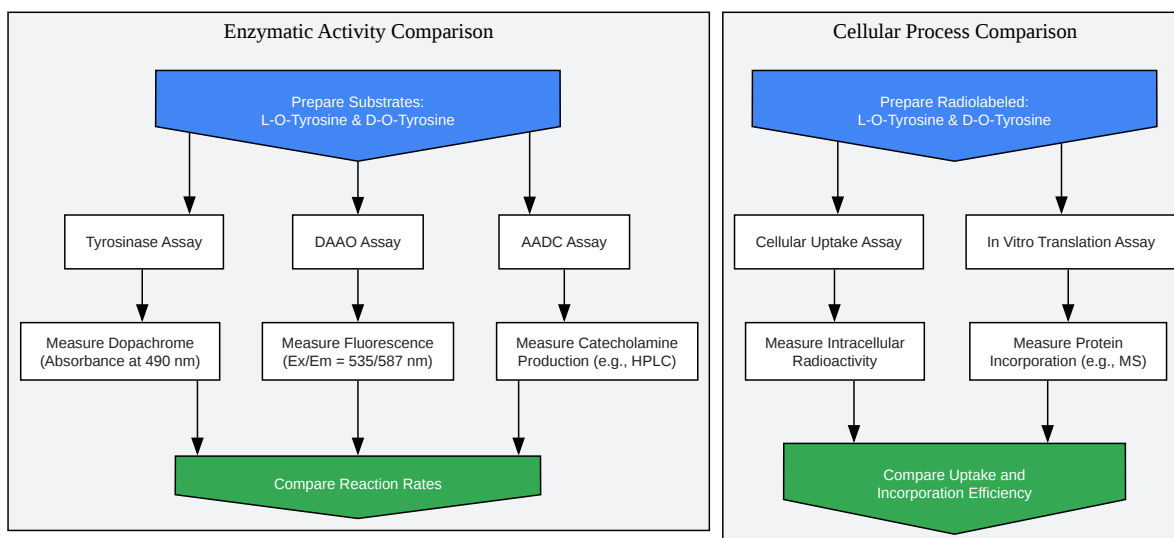 Enzymatic Activity Comparison
Prepare Substrates:
L-O-Tyrosine & D-O-Tyrosine
Tyrosinase Assay
DAAO Assay
AADC Assay
Measure Dopachrome
(Absorbance at 490 nm)
Measure Fluorescence
(Ex/Em = 535/587 nm)
Measure Catecholamine
Production (e.g., HPLC)
Compare Reaction Rates
Cellular Process Comparison
Prepare Radiolabeled:
L-O-Tyrosine & D-O-Tyrosine
Cellular Uptake Assay
In Vitro Translation Assay
Measure Intracellular
Radioactivity
Measure Protein
Incorporation (e.g., MS)
Compare Uptake and
Incorporation Efficiency